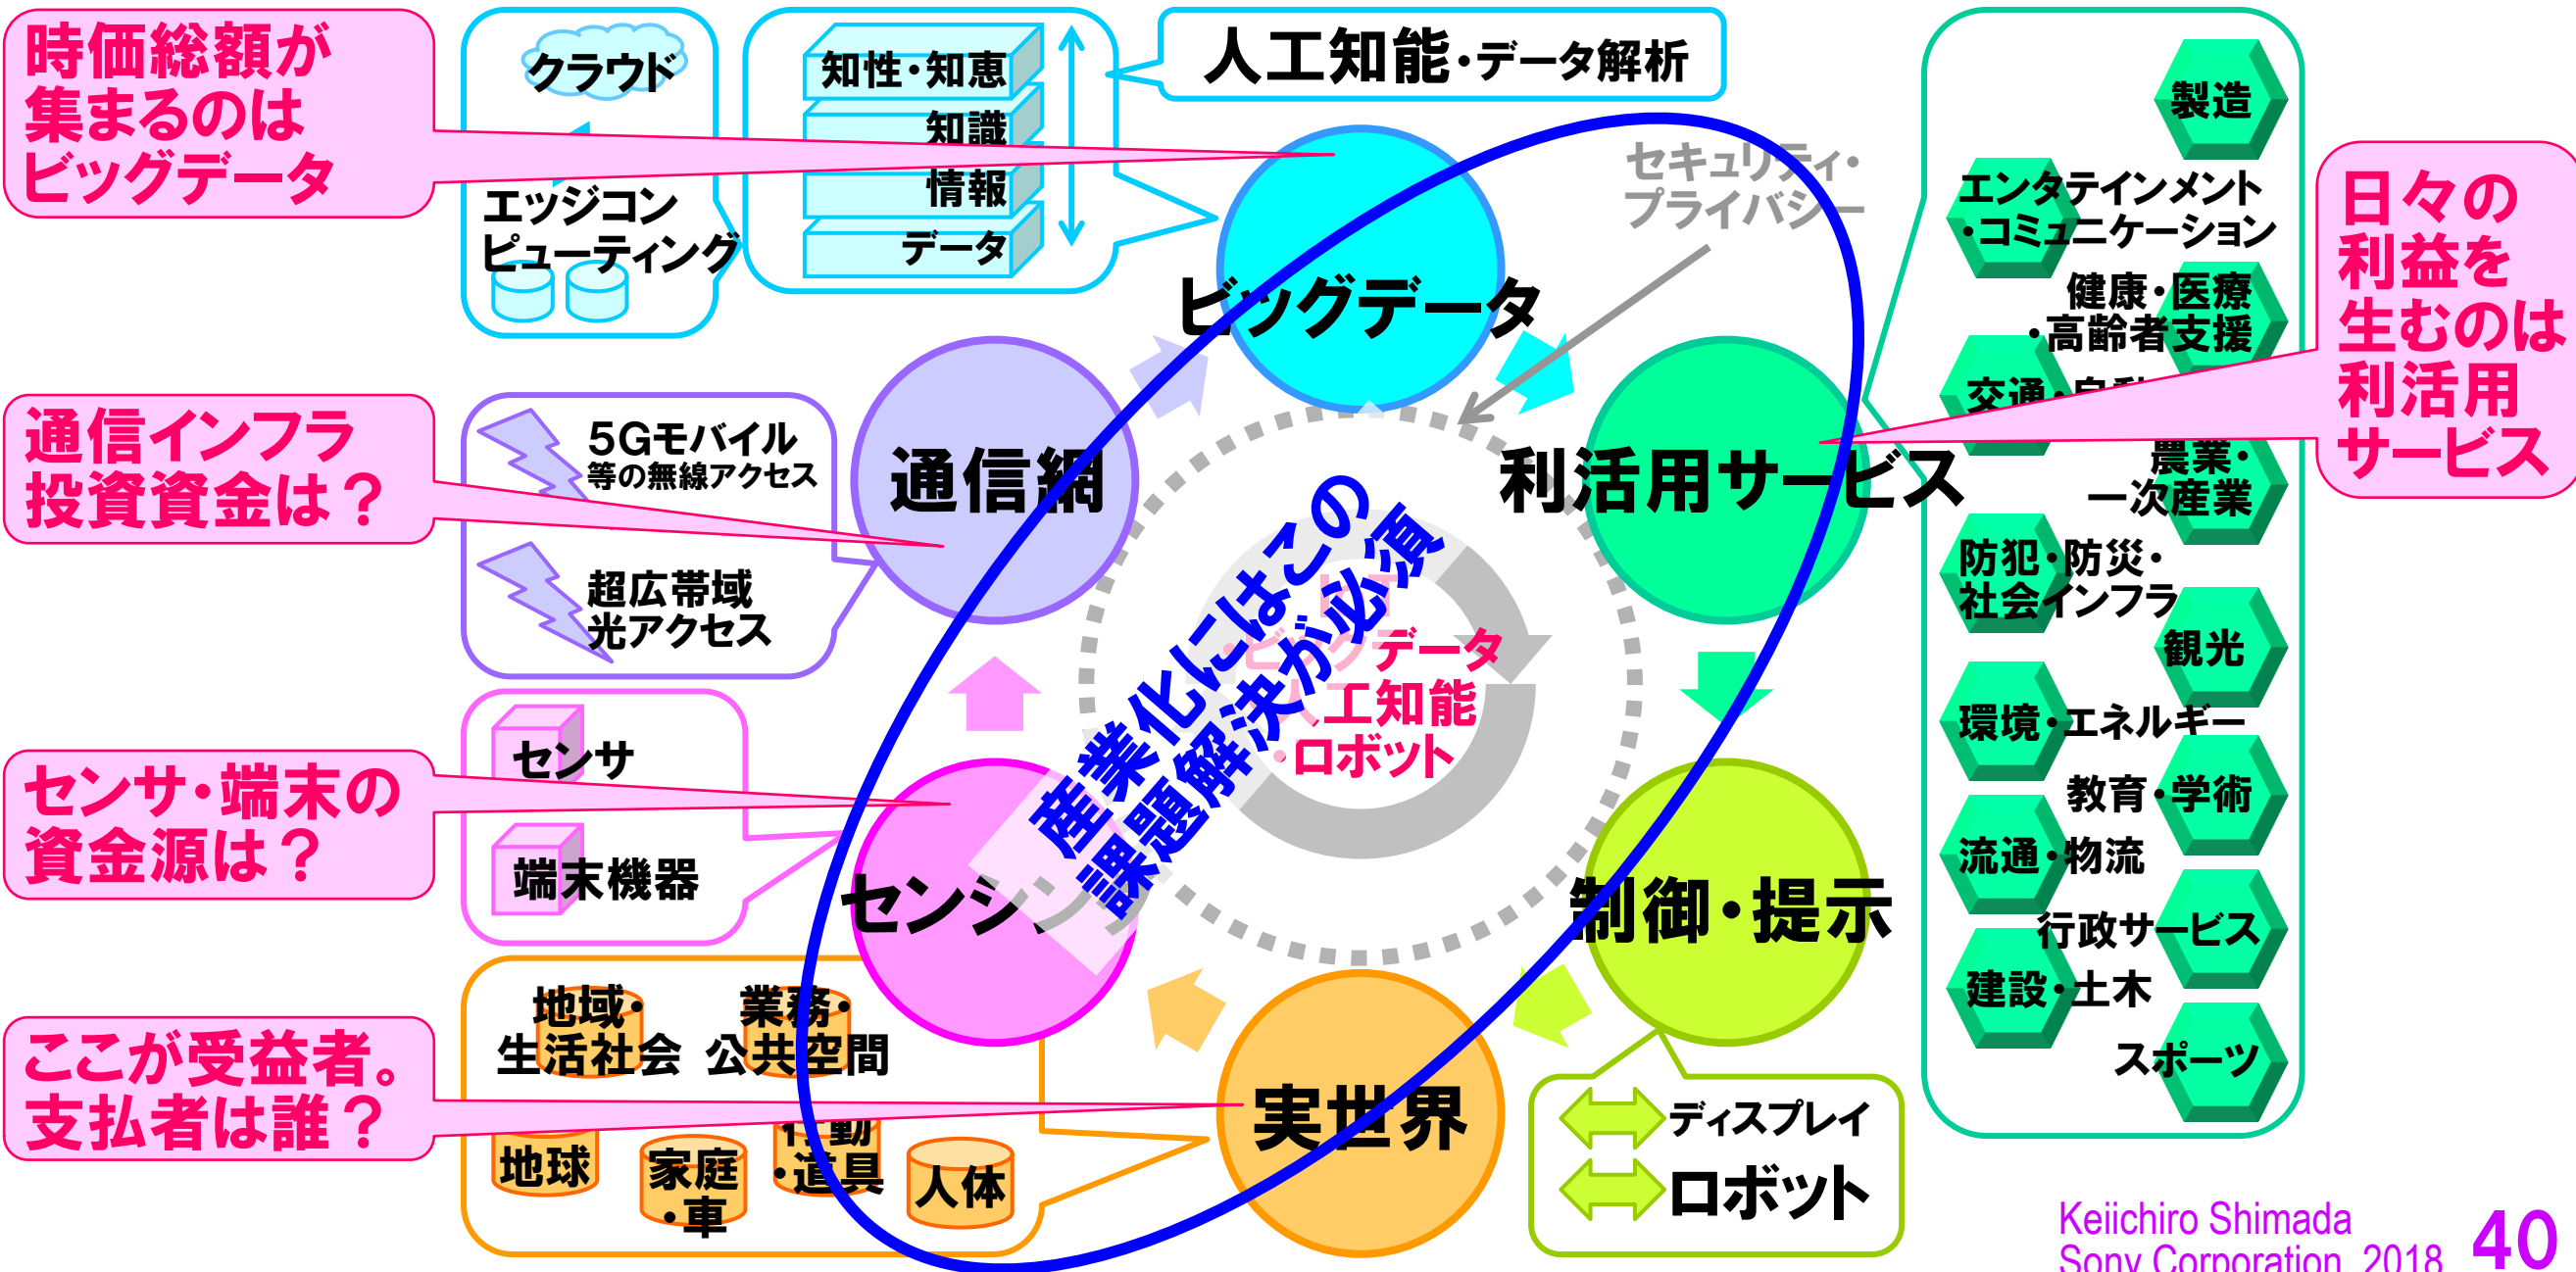 時価総額が
集まるのは
ビッグデータ
通信インフラ
投資資金は？
センサ・端末の
資金源は？
ここが受益者。
支払者は誰？
クラウド
エッジコン
ピューティング
知性・知恵
知識
情報
データ
人工知能・データ解析
5Gモバイル
等の無線アクセス
超広帯域
光アクセス
センサ
端末機器
地域・
生活社会
業務・
公共空間
地球
家庭
・車
行動
・道具
人体
ビッグデータ
通信網
利活用サービス
制御・提示
実世界
セキュリティ・
プライバシー
産業化にはこの
課題解決が必須
・ビッグデータ
人工知能
・ロボット
ディスプレイ
ロボット
製造
エンタテインメント
・コミュニケーション
健康・医療
・高齢者支援
交通・自動
農業・
一次産業
防犯・防災・
社会インフラ
観光
環境・エネルギー
教育・学術
流通・物流
行政サービス
建設・土木
スポーツ
日々の
利益を
生むのは
利活用
サービス
Keiichiro Shimada
Sony Corporation, 2018
40